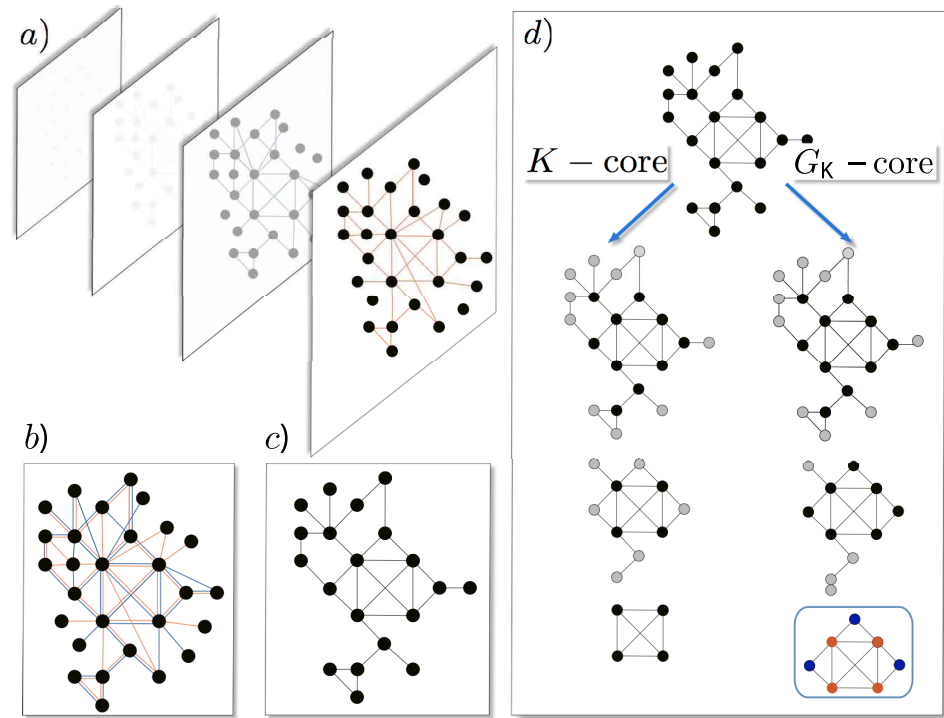 a)
d)
K – core
G_K – core
b)
c)